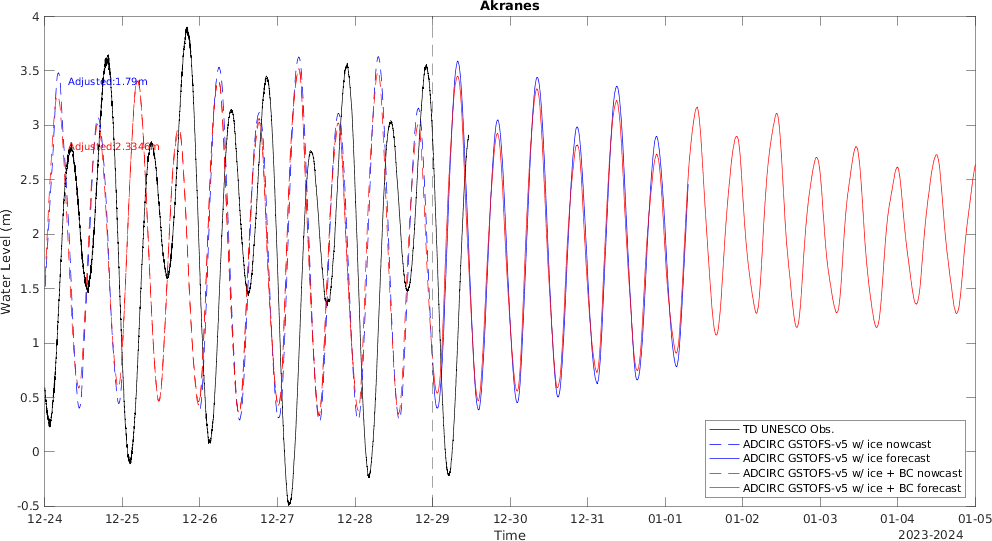 Akranes
4
3.5
3
2.5
2
1.5
1
0.5
0
-0.5
Water Level (m)
Adjusted:1.79m
Adjusted:2.3346m
TD UNESCO Obs.
ADCIRC GSTOFS-v5 w/ ice nowcast
ADCIRC GSTOFS-v5 w/ ice forecast
ADCIRC GSTOFS-v5 w/ ice + BC nowcast
ADCIRC GSTOFS-v5 w/ ice + BC forecast
12-24 12-25 12-26 12-27 12-28 12-29 12-30 12-31 01-01 01-02 01-03 01-04 01-05
Time
2023-2024